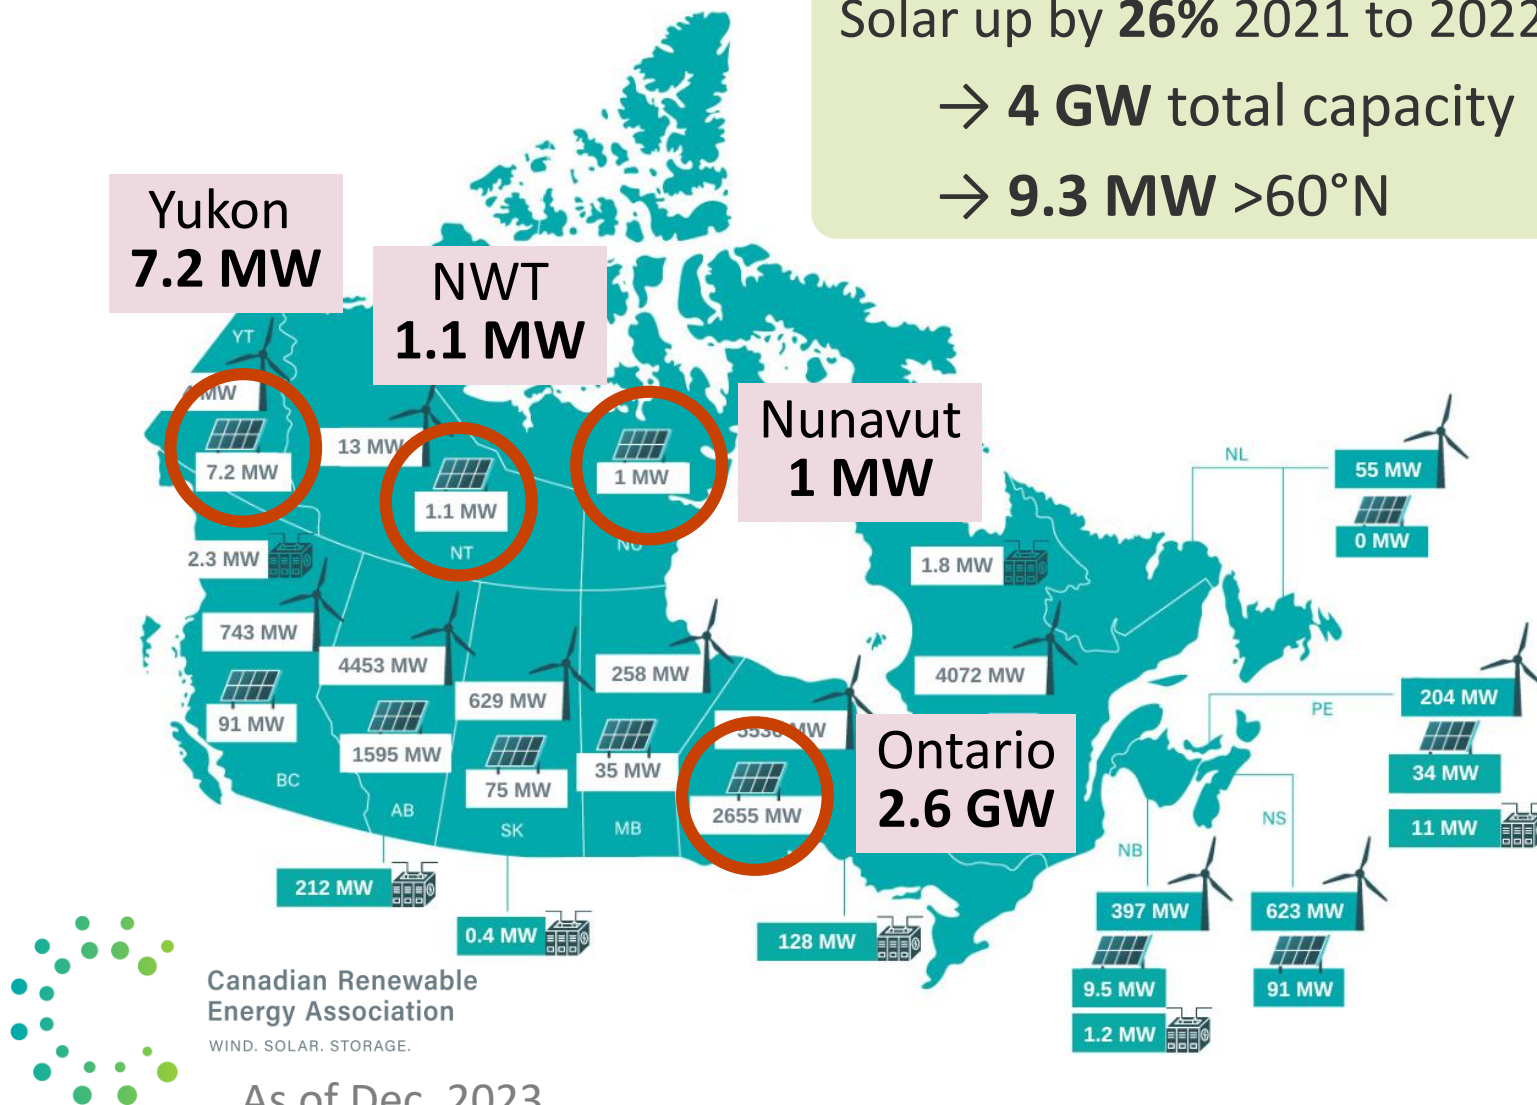 Solar up by 26% 2021 to 2022
→ 4 GW total capacity
→ 9.3 MW >60°N
Yukon
7.2 MW
NWT
1.1 MW
Nunavut
1 MW
Ontario
2.6 GW
YT
MW
7.2 MW
13 MW
1.1 MW
NT
1 MW
NU
2.3 MW
743 MW
91 MW
BC
4453 MW
1595 MW
AB
629 MW
75 MW
SK
258 MW
35 MW
MB
MW
2655 MW
1.8 MW
4072 MW
NL
55 MW
0 MW
PE
204 MW
34 MW
11 MW
NS
623 MW
91 MW
NB
397 MW
9.5 MW
1.2 MW
212 MW
0.4 MW
128 MW
Canadian Renewable
Energy Association
WIND. SOLAR. STORAGE.
As of Dec. 2023